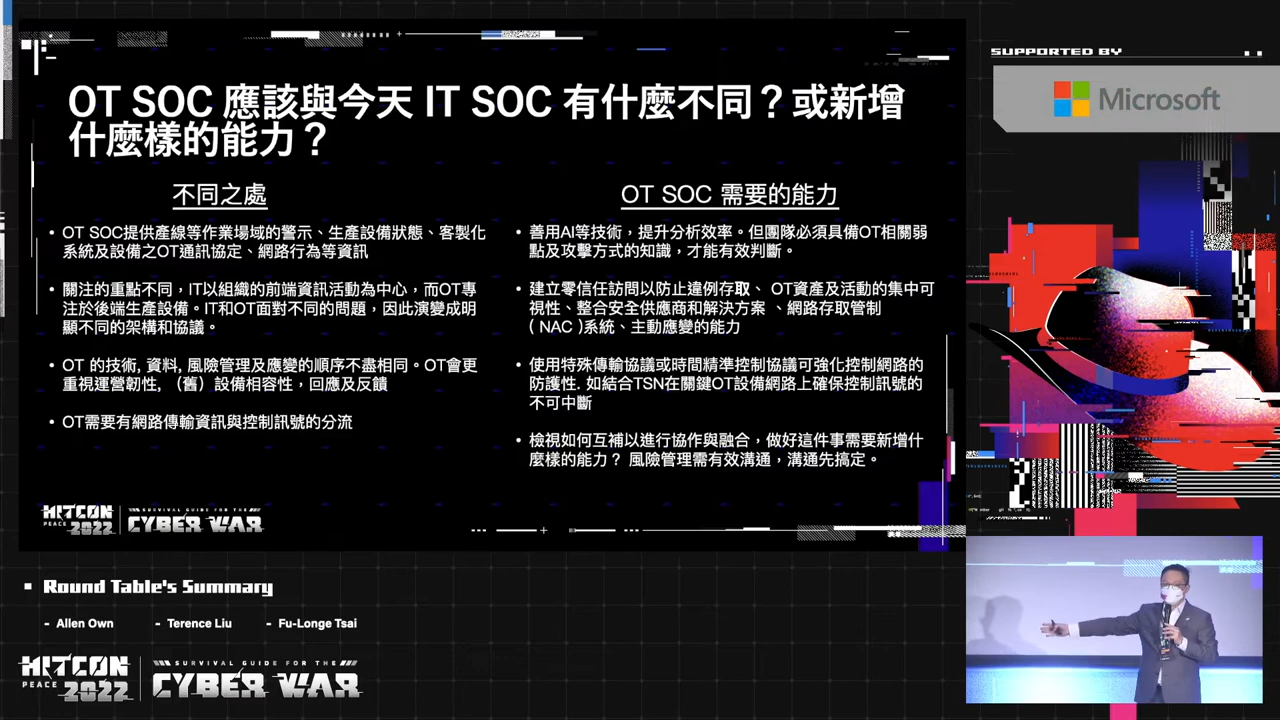 OT SOC 應該與今天 IT SOC 有什麼不同？或新增
什麼樣的能力？
不同之處
• OT SOC提供產線等作業場域的警示、生產設備狀態、客製化
系統及設備之OT通訊協定、網路行為等資訊
• 關注的重點不同，IT以組織的前端資訊活動為中心，而OT專
注於後端生產設備。IT和OT面對不同的問題，因此演變成明
顯不同的架構和協議。
• OT 的技術, 資料, 風險管理及應變的順序不盡相同。OT會更
重視運營韌性, （舊）設備相容性，回應及反饋
• OT需要有網路傳輸資訊與控制訊號的分流
OT SOC 需要的能力
• 善用AI等技術，提升分析效率。但團隊必須具備OT相關弱
點及攻擊方式的知識，才能有效判斷。
• 建立零信任訪問以防止違例存取、 OT資產及活動的集中可
視性、整合安全供應商和解決方案 、網路存取管制
( NAC )系統、主動應變的能力
• 使用特殊傳輸協議或時間精準控制協議可強化控制網路的
防護性. 如結合TSN在關鍵OT設備網路上確保控制訊號的
不可中斷
• 檢視如何互補以進行協作與融合，做好這件事需要新增什
麼樣的能力？ 風險管理需有效溝通，溝通先搞定。
HITCON
PEACE 2022
SURVIVAL GUIDE FOR THE
CYBER WAR
SUPPORTED BY
Microsoft
Round Table's Summary
- Allen Own - Terence Liu - Fu-Longe Tsai
HITCON
PEACE 2022
SURVIVAL GUIDE FOR THE
CYBER WAR